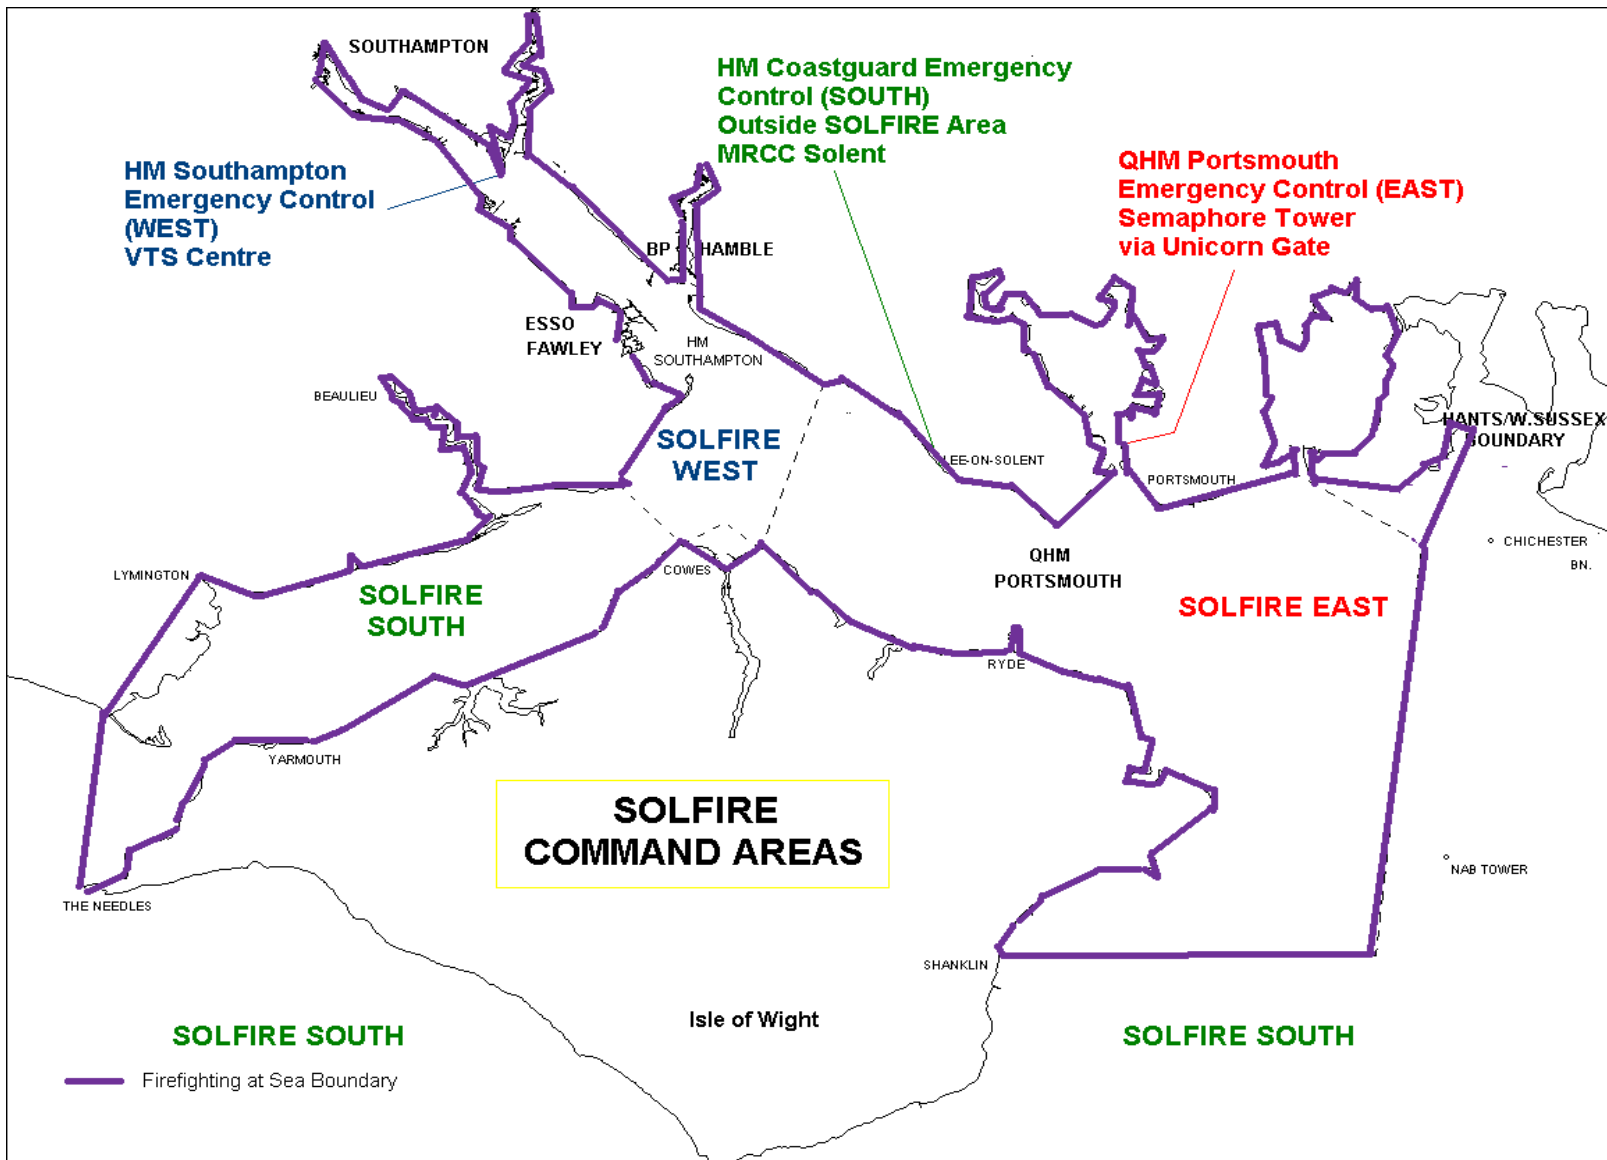 SOUTHAMPTON
HM Coastguard Emergency
Control (SOUTH)
Outside SOLFIRE Area
MRCC Solent
HM Southampton
Emergency Control
(WEST)
VTS Centre
QHM Portsmouth
Emergency Control (EAST)
Semaphore Tower
via Unicorn Gate
BP HAMBLE
ESSO
FAWLEY
HM
SOUTHAMPTON
BEAULIEU
SOLFIRE
WEST
HANTS/W.SUSSEX
BOUNDARY
LEE-ON-SOLENT
PORTSMOUTH
CHICHESTER
BN.
QHM
PORTSMOUTH
LYMINGTON
COWES
SOLFIRE
SOUTH
SOLFIRE EAST
RYDE
YARMOUTH
SOLFIRE
COMMAND AREAS
NAB TOWER
THE NEEDLES
SHANKLIN
Isle of Wight
SOLFIRE SOUTH
SOLFIRE SOUTH
Firefighting at Sea Boundary